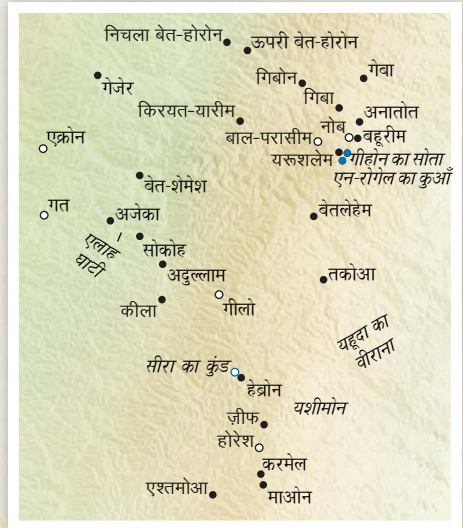 निचला बेत-होरोन
ऊपरी बेत-होरोन
गेबा
गिबोन
गेजेर
गिबा
किरयत-यारीम
अनातोत
नोब
एक्रोन
बाल-परासीम
बहूरीम
यरूशलेम
गीहोन का सोता
एन-रोगेल का कुआँ
बेत-शेमेश
गत
अजेका
बेतलेहेम
एलाह
घाटी
सोकोह
अदुल्लाम
तकोआ
कीला
गीलो
यहूदा का
वीराना
सीरा का कुंड
हेब्रोन
यशीमोन
ज़ीफ
होरेश
करमेल
एश्तमोआ
माओन